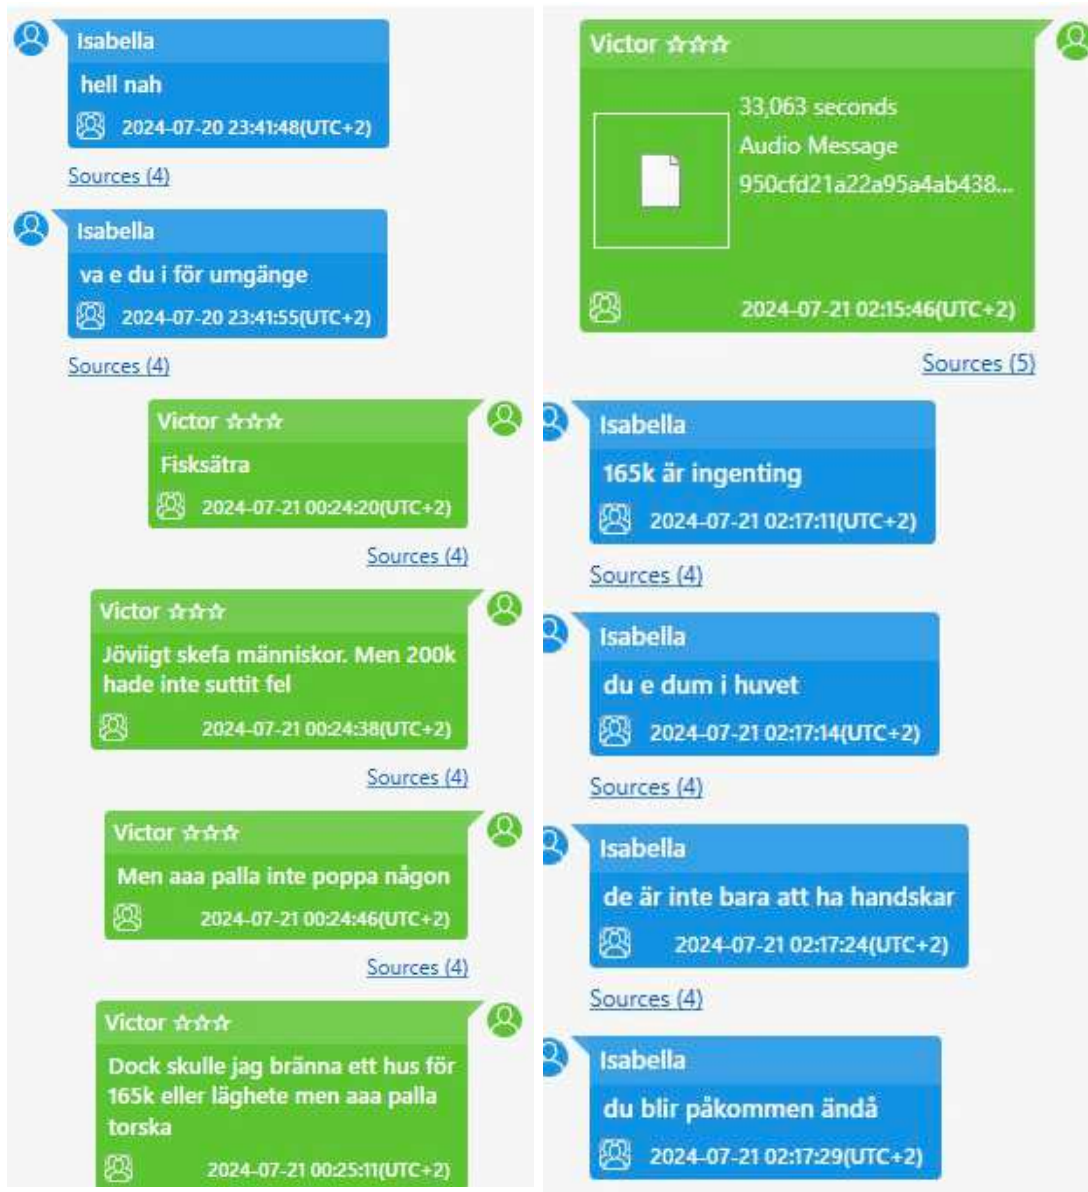 Isabella
hell nah
2024-07-20 23:41:48(UTC+2)
Sources (4)
Isabella
va e du i för umgänge
2024-07-20 23:41:55(UTC+2)
Sources (4)
Victor ☆☆☆
Fisksätra
2024-07-21 00:24:20(UTC+2)
Sources (4)
Victor ☆☆☆
Jöviigt skefa människor. Men 200k
hade inte suttit fel
2024-07-21 00:24:38(UTC+2)
Sources (4)
Victor ☆☆☆
Men aaa palla inte poppa någon
2024-07-21 00:24:46(UTC+2)
Sources (4)
Victor ☆☆☆
Dock skulle jag bränna ett hus för
165k eller läghete men aaa palla
torska
2024-07-21 00:25:11(UTC+2)
Victor ☆☆☆
33,063 seconds
Audio Message
950cfd21a22a95a4ab438...
2024-07-21 02:15:46(UTC+2)
Sources (5)
Isabella
165k är ingenting
2024-07-21 02:17:11(UTC+2)
Sources (4)
Isabella
du e dum i huvet
2024-07-21 02:17:14(UTC+2)
Sources (4)
Isabella
de är inte bara att ha handskar
2024-07-21 02:17:24(UTC+2)
Sources (4)
Isabella
du blir påkommen ändå
2024-07-21 02:17:29(UTC+2)